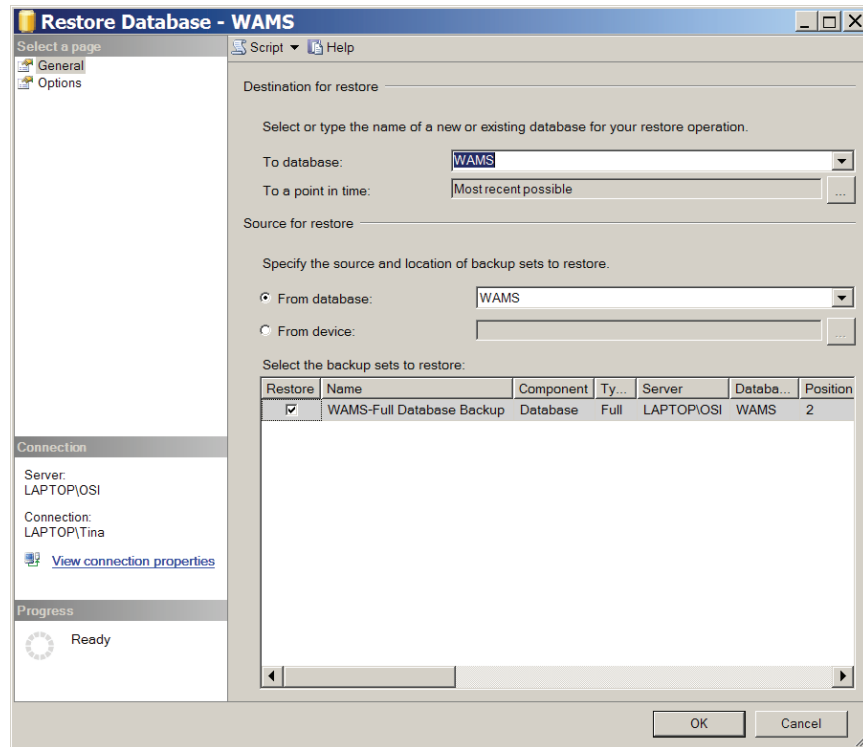 Restore Database - WAMS
Select a page
General
Options
Script Help
Destination for restore
Select or type the name of a new or existing database for your restore operation.
To database: WAMS
To a point in time: Most recent possible ...
Source for restore
Specify the source and location of backup sets to restore.
From database: WAMS
From device: ...
Select the backup sets to restore:
Restore Name Component Ty... Server Databa... Position
WAMS-Full Database Backup Database Full LAPTOP\OSI WAMS 2
Connection
Server:
LAPTOP\OSI
Connection:
LAPTOP\Tina
View connection properties
Progress
Ready
OK Cancel